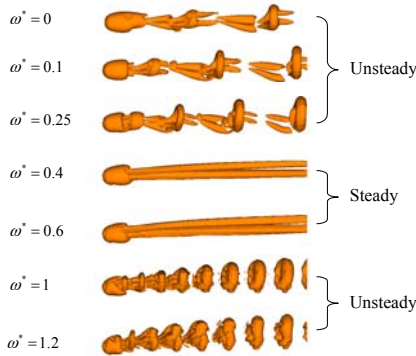 ω* = 0
ω* = 0.1
Unsteady
ω* = 0.25
ω* = 0.4
Steady
ω* = 0.6
ω* = 1
Unsteady
ω* = 1.2